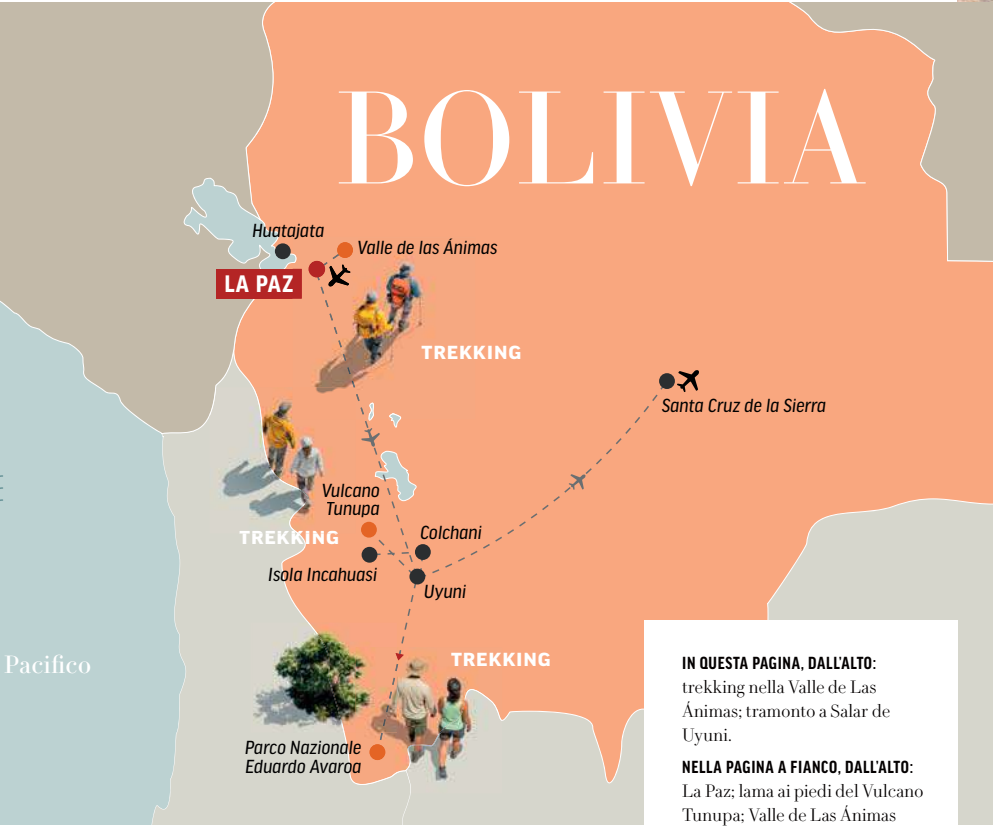 BOLIVIA
Huatajata
Valle de las Ánimas
LA PAZ
TREKKING
Santa Cruz de la Sierra
Vulcano
Tunupa
TREKKING
Colchani
Isola Incahuasi
Uyuni
Pacifico
TREKKING
Parco Nazionale
Eduardo Avaroa
IN QUESTA PAGINA, DALL'ALTO:
trekking nella Valle de Las
Ánimas; tramonto a Salar de
Uyuni.
NELLA PAGINA A FIANCO, DALL'ALTO:
La Paz; lama ai piedi del Vulcano
Tunupa; Valle de Las Ánimas